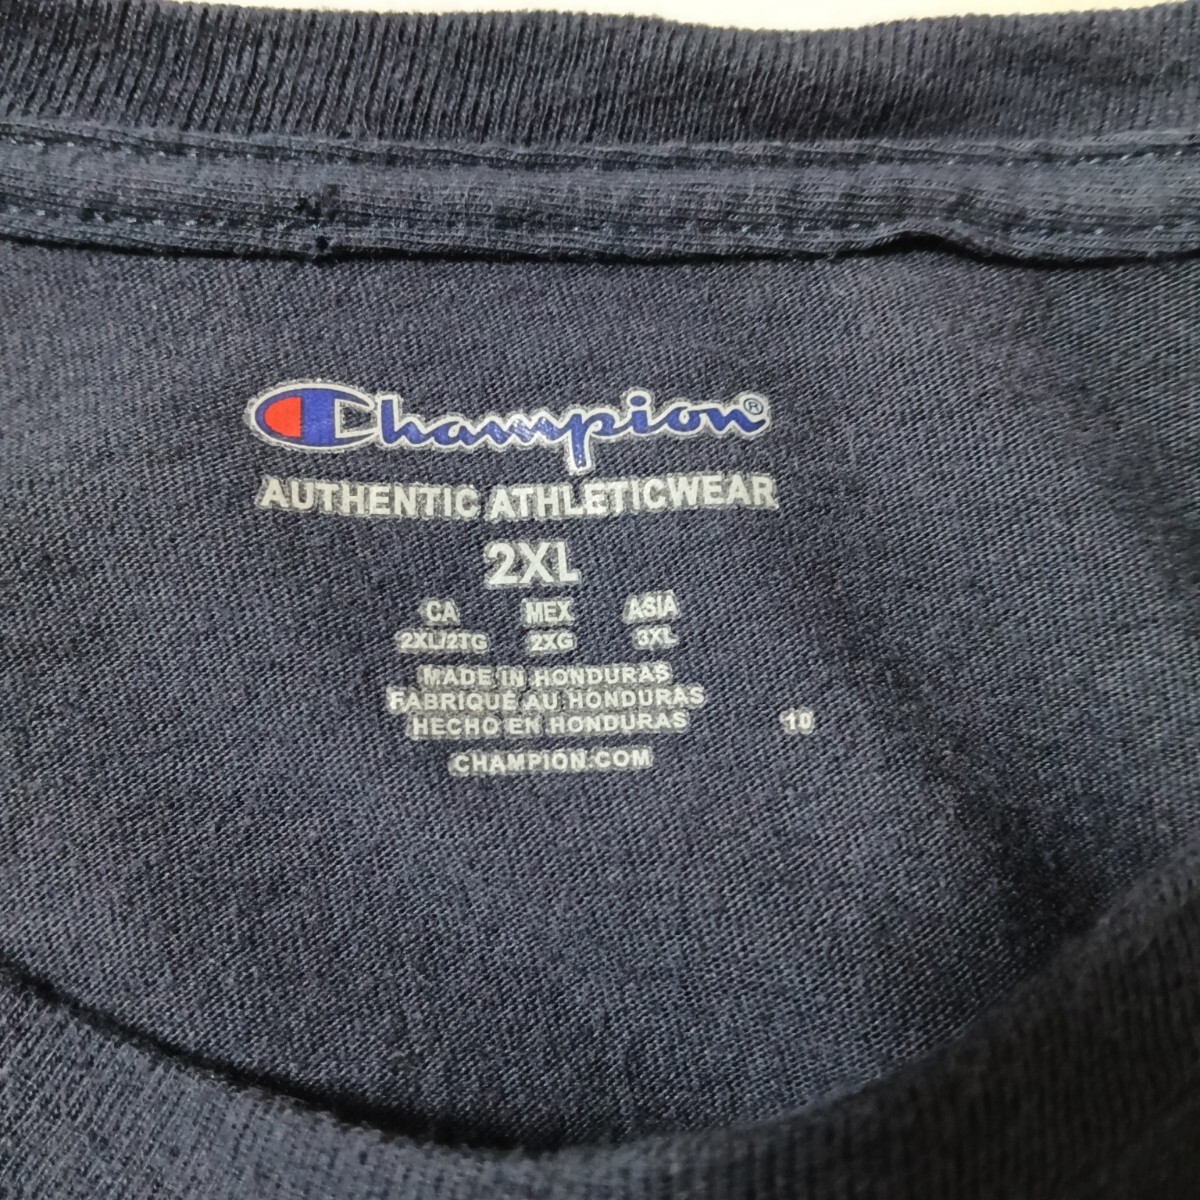 Champion®
AUTHENTIC ATHLETICWEAR
2XL
CA MEX ASIA
2XL/2TG 2XG 3XL
MADE IN HONDURAS
FABRIQUÉ AU HONDURAS
HECHO EN HONDURAS 10
CHAMPION.COM